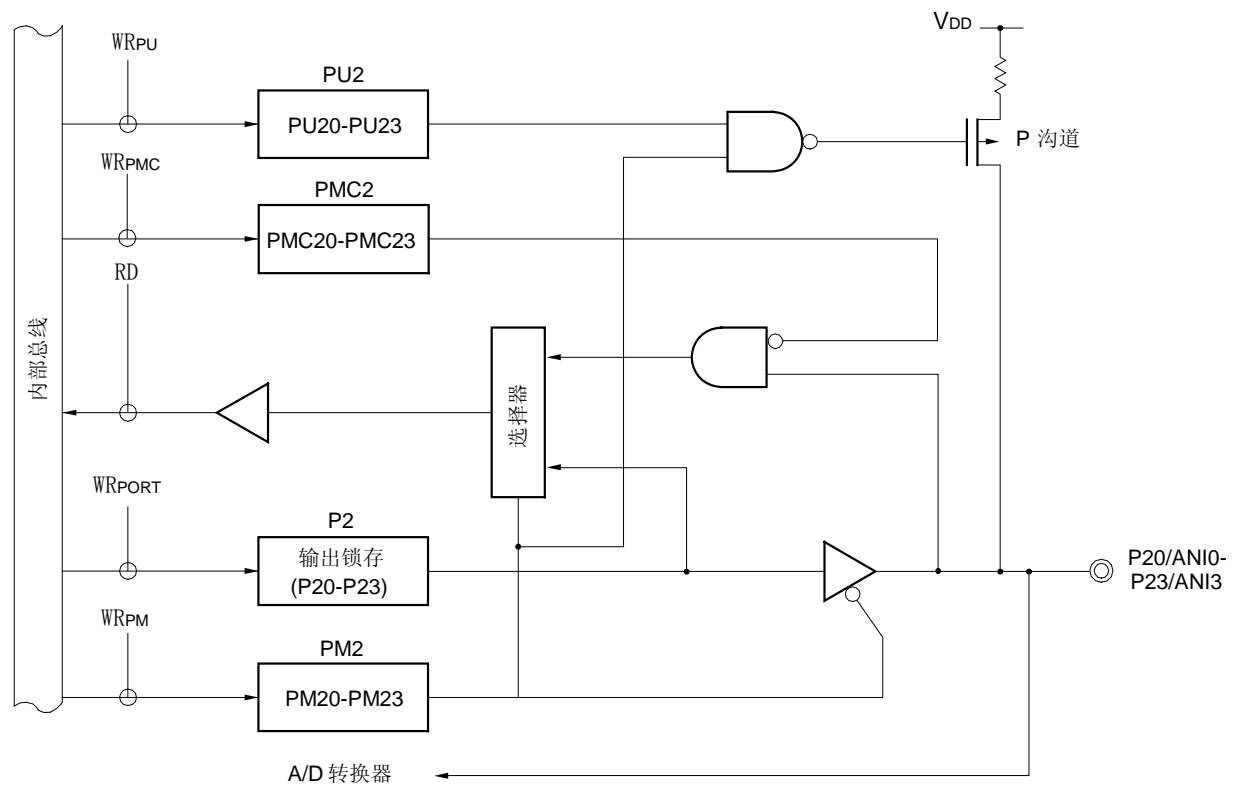 VDD
WRPU
PU2
PU20-PU23
P 沟道
WRPMC
PMC2
PMC20-PMC23
RD
内部总线
选择器
WRPORT
P2
输出锁存
(P20-P23)
P20/ANI0-
P23/ANI3
WRPM
PM2
PM20-PM23
A/D 转换器